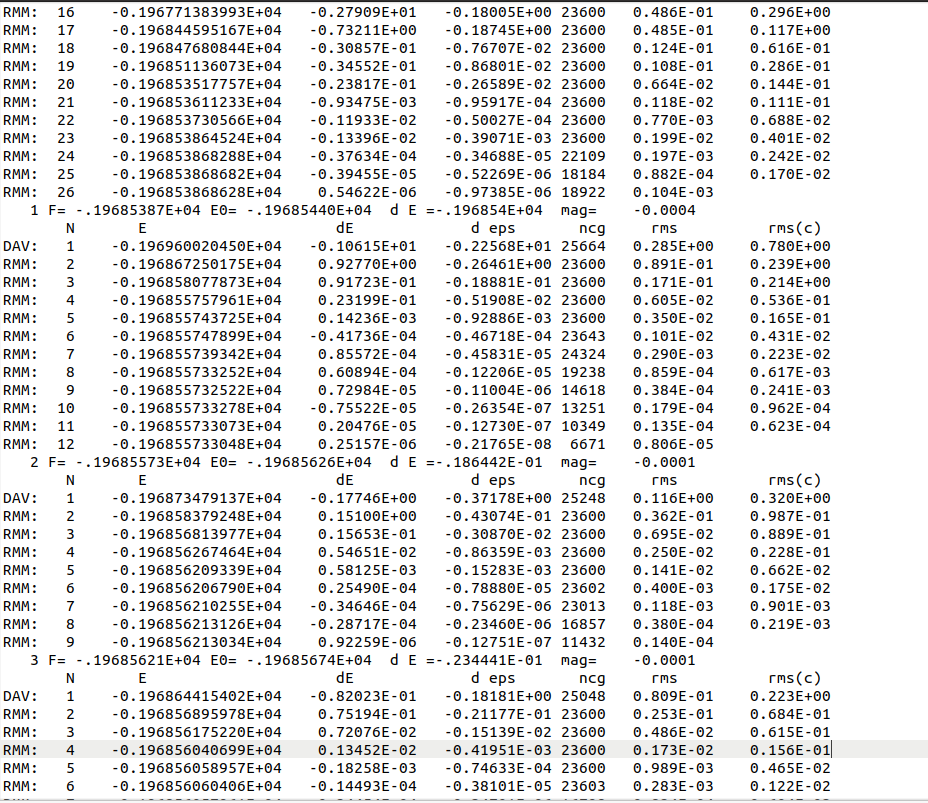 RMM:  16    -0.196771383993E+04   -0.27909E+01   -0.18005E+00 23600   0.486E-01    0.296E+00
RMM:  17    -0.196844595167E+04   -0.73211E+00   -0.18745E+00 23600   0.485E-01    0.117E+00
RMM:  18    -0.196847680844E+04   -0.30857E-01   -0.76707E-02 23600   0.124E-01    0.616E-01
RMM:  19    -0.196851136073E+04   -0.34552E-01   -0.86801E-02 23600   0.108E-01    0.286E-01
RMM:  20    -0.196853517757E+04   -0.23817E-01   -0.26589E-02 23600   0.664E-02    0.144E-01
RMM:  21    -0.196853611233E+04   -0.93475E-03   -0.95917E-04 23600   0.118E-02    0.111E-01
RMM:  22    -0.196853730566E+04   -0.11933E-02   -0.50027E-04 23600   0.770E-03    0.688E-02
RMM:  23    -0.196853864524E+04   -0.13396E-02   -0.39071E-03 23600   0.199E-02    0.401E-02
RMM:  24    -0.196853868288E+04   -0.37634E-04   -0.34688E-05 22109   0.197E-03    0.242E-02
RMM:  25    -0.196853868682E+04   -0.39455E-05   -0.52269E-06 18184   0.882E-04    0.170E-02
RMM:  26    -0.196853868628E+04    0.54622E-06   -0.97385E-06 18922   0.104E-03
   1 F= -.19685387E+04 E0= -.19685440E+04  d E =-.196854E+04  mag=    -0.0004
       N       E                     dE             d eps       ncg     rms          rms(c)
DAV:   1    -0.196960020450E+04   -0.10615E+01   -0.22568E+01 25664   0.285E+00    0.780E+00
RMM:   2    -0.196867250175E+04    0.92770E+00   -0.26461E+00 23600   0.891E-01    0.239E+00
RMM:   3    -0.196858077873E+04    0.91723E-01   -0.18881E-01 23600   0.171E-01    0.214E+00
RMM:   4    -0.196855757961E+04    0.23199E-01   -0.51908E-02 23600   0.605E-02    0.536E-01
RMM:   5    -0.196855743725E+04    0.14236E-03   -0.92886E-03 23600   0.350E-02    0.165E-01
RMM:   6    -0.196855747899E+04   -0.41736E-04   -0.46718E-04 23643   0.101E-02    0.431E-02
RMM:   7    -0.196855739342E+04    0.85572E-04   -0.45831E-05 24324   0.290E-03    0.223E-02
RMM:   8    -0.196855733252E+04    0.60894E-04   -0.12206E-05 19238   0.859E-04    0.617E-03
RMM:   9    -0.196855732522E+04    0.72984E-05   -0.11004E-06 14618   0.384E-04    0.241E-03
RMM:  10    -0.196855733278E+04   -0.75522E-05   -0.26354E-07 13251   0.179E-04    0.962E-04
RMM:  11    -0.196855733073E+04    0.20476E-05   -0.12730E-07 10349   0.135E-04    0.623E-04
RMM:  12    -0.196855733048E+04    0.25157E-06   -0.21765E-08  6671   0.806E-05
   2 F= -.19685573E+04 E0= -.19685626E+04  d E =-.186442E-01  mag=    -0.0001
       N       E                     dE             d eps       ncg     rms          rms(c)
DAV:   1    -0.196873479137E+04   -0.17746E+00   -0.37178E+00 25248   0.116E+00    0.320E+00
RMM:   2    -0.196858379248E+04    0.15100E+00   -0.43074E-01 23600   0.362E-01    0.987E-01
RMM:   3    -0.196856813977E+04    0.15653E-01   -0.30870E-02 23600   0.695E-02    0.889E-01
RMM:   4    -0.196856267464E+04    0.54651E-02   -0.86359E-03 23600   0.250E-02    0.228E-01
RMM:   5    -0.196856209339E+04    0.58125E-03   -0.15283E-03 23600   0.141E-02    0.662E-02
RMM:   6    -0.196856206790E+04    0.25490E-04   -0.78880E-05 23602   0.400E-03    0.175E-02
RMM:   7    -0.196856210255E+04   -0.34646E-04   -0.75629E-06 23013   0.118E-03    0.901E-03
RMM:   8    -0.196856213126E+04   -0.28717E-04   -0.23460E-06 16857   0.380E-04    0.219E-03
RMM:   9    -0.196856213034E+04    0.92259E-06   -0.12751E-07 11432   0.140E-04
   3 F= -.19685621E+04 E0= -.19685674E+04  d E =-.234441E-01  mag=    -0.0001
       N       E                     dE             d eps       ncg     rms          rms(c)
DAV:   1    -0.196864415402E+04   -0.82023E-01   -0.18181E+00 25048   0.809E-01    0.223E+00
RMM:   2    -0.196856895978E+04    0.75194E-01   -0.21177E-01 23600   0.253E-01    0.684E-01
RMM:   3    -0.196856175220E+04    0.72076E-02   -0.15139E-02 23600   0.486E-02    0.615E-01
RMM:   4    -0.196856040699E+04    0.13452E-02   -0.41951E-03 23600   0.173E-02    0.156E-01
RMM:   5    -0.196856058957E+04   -0.18258E-03   -0.74633E-04 23600   0.989E-03    0.465E-02
RMM:   6    -0.196856060406E+04   -0.14493E-04   -0.38101E-05 23603   0.283E-03    0.122E-02